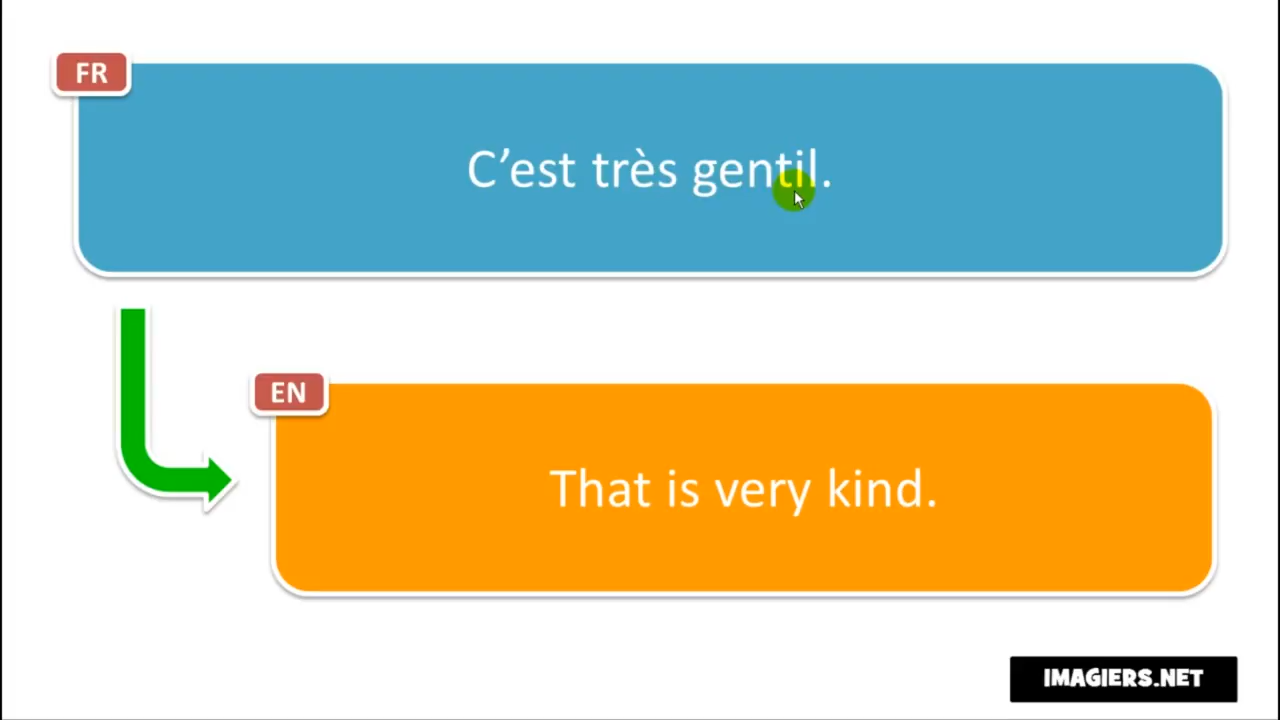 FR
C’est très gentil.
EN
That is very kind.
IMAGIERS.NET